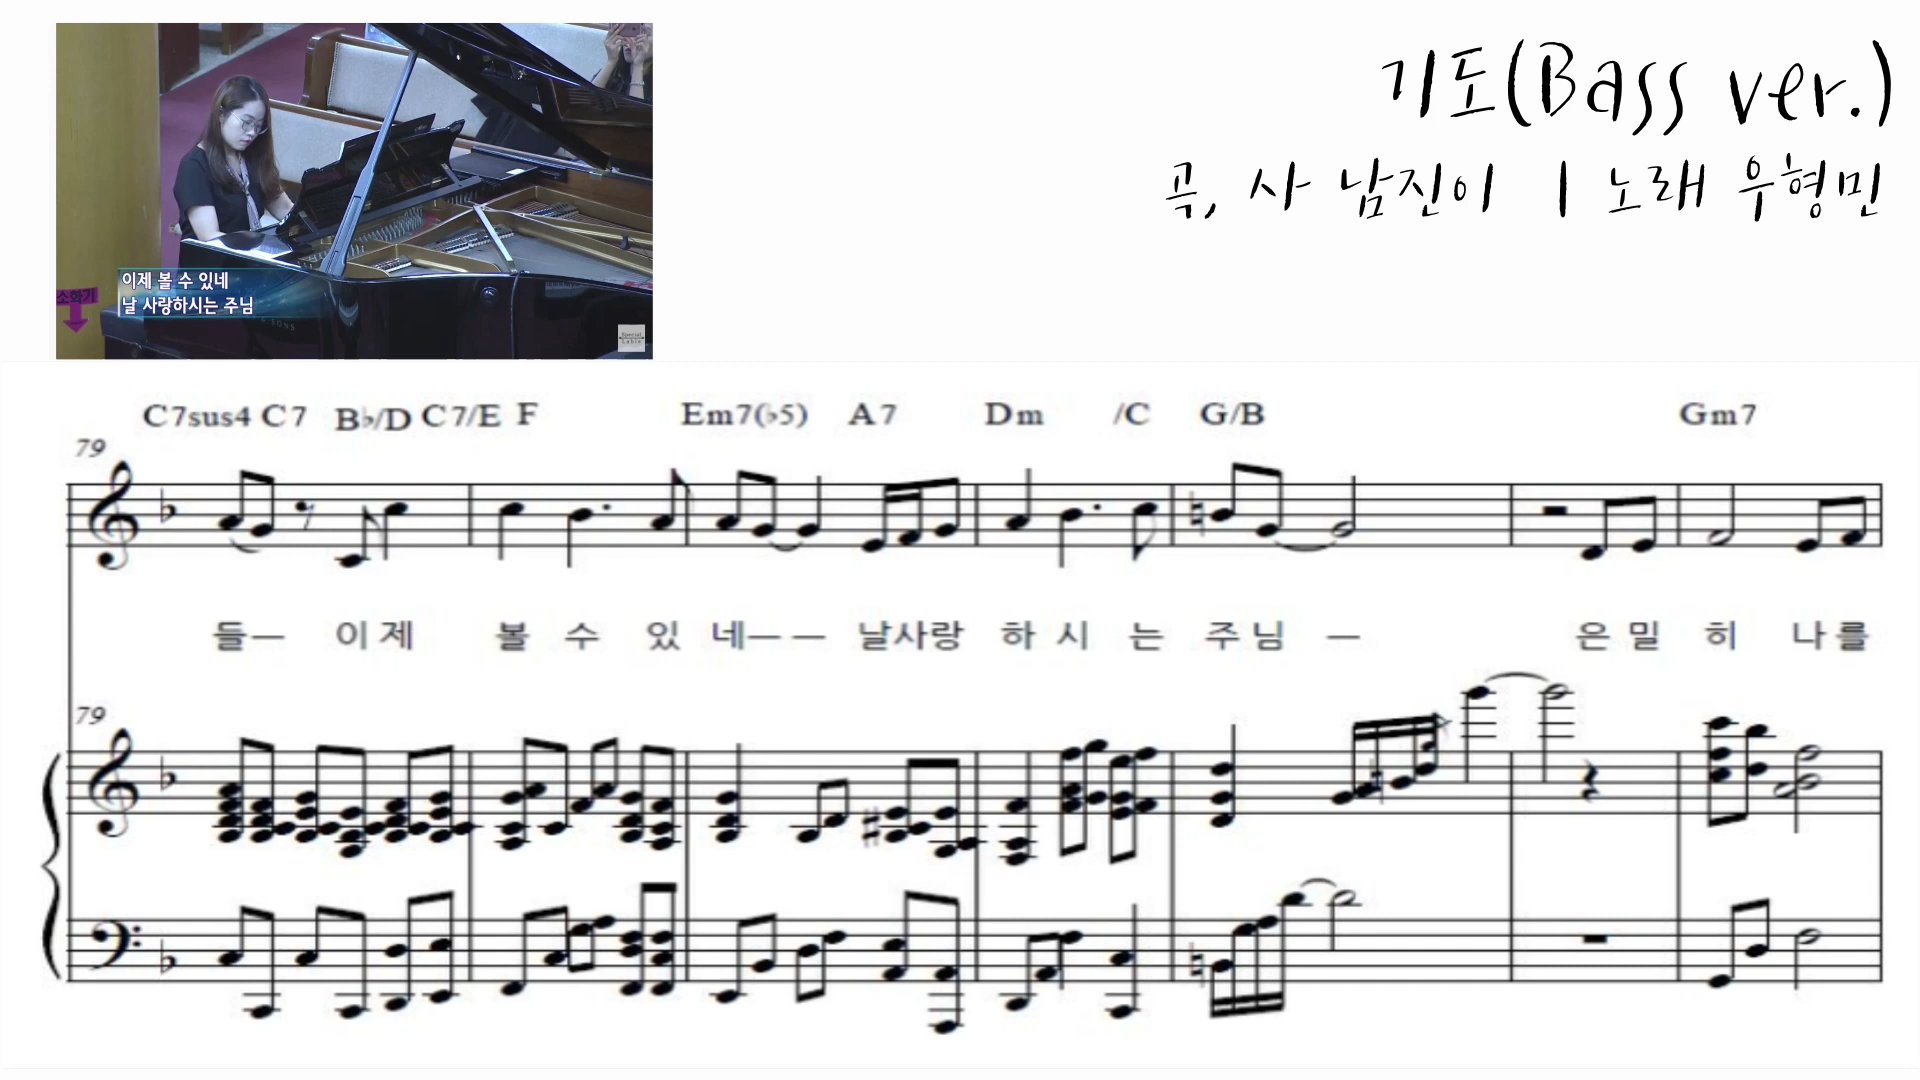 기도(Bass ver.)
곡, 사 남진이 | 노래 우형민
이제 볼 수 있네
날 사랑하시는 주님
소화기
C7sus4 C7 B♭/D C7/E F Em7(♭5) A7 Dm /C G/B Gm7
79
들— 이 제 볼 수 있 네— — 날사랑 하 시 는 주 님 — 은 밀 히 나 를
79